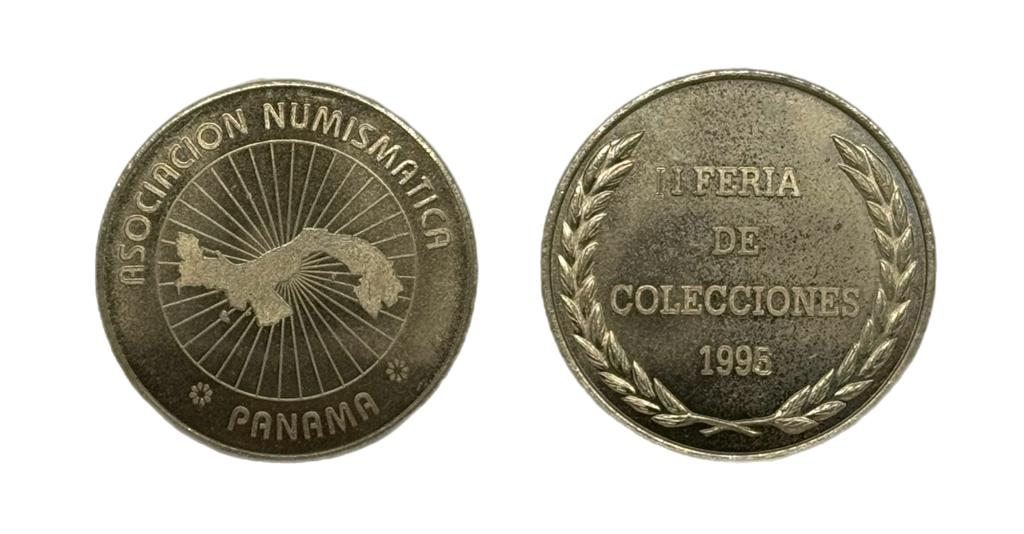 ASOCIACION NUMISMATICA
PANAMA
II FERIA
DE
COLECCIONES
1995